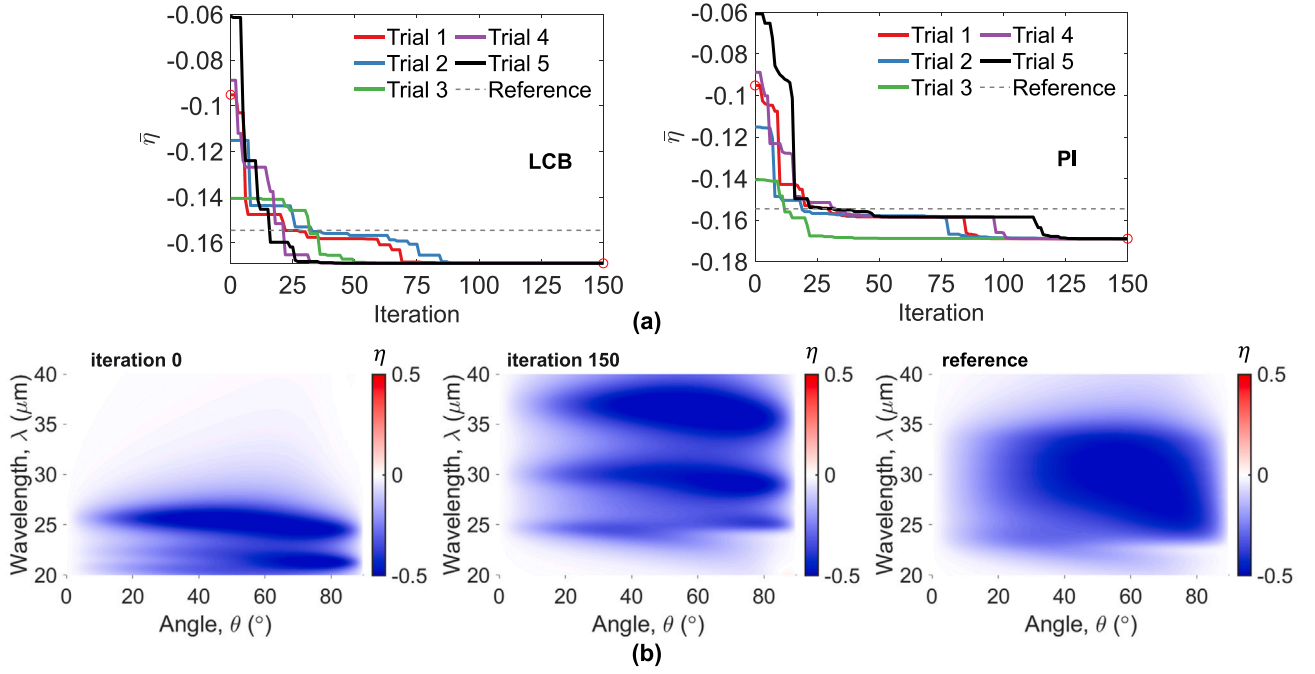 -0.06
-0.08
-0.1
-0.12
-0.14
-0.16
η̄
Trial 1 Trial 4
Trial 2 Trial 5
Trial 3 Reference
LCB
0 25 50 75 100 125 150
Iteration
-0.06
-0.08
-0.1
-0.12
-0.14
-0.16
-0.18
η̄
Trial 1 Trial 4
Trial 2 Trial 5
Trial 3 Reference
PI
0 25 50 75 100 125 150
Iteration
(a)
iteration 0
η
40
35
30
25
20
Wavelength, λ (μm)
0 20 40 60 80
Angle, θ (°)
0.5
0
-0.5
iteration 150
η
40
35
30
25
20
Wavelength, λ (μm)
0 20 40 60 80
Angle, θ (°)
0.5
0
-0.5
reference
η
40
35
30
25
20
Wavelength, λ (μm)
0 20 40 60 80
Angle, θ (°)
0.5
0
-0.5
(b)